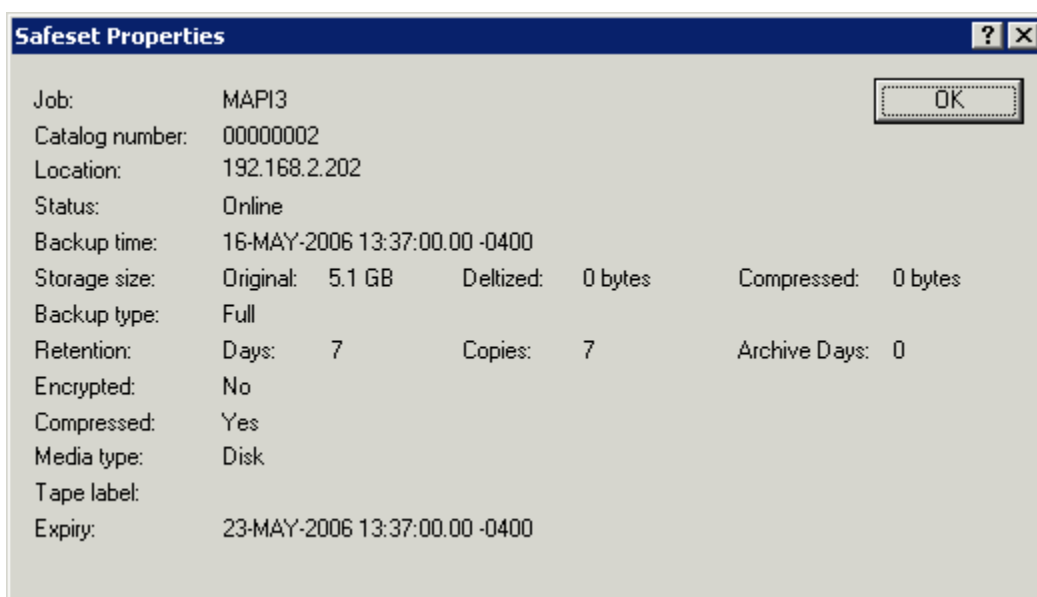 Safeset Properties
Job: MAPI3
OK
Catalog number: 00000002
Location: 192.168.2.202
Status: Online
Backup time: 16-MAY-2006 13:37:00.00 -0400
Storage size: Original: 5.1 GB Deltized: 0 bytes Compressed: 0 bytes
Backup type: Full
Retention: Days: 7 Copies: 7 Archive Days: 0
Encrypted: No
Compressed: Yes
Media type: Disk
Tape label:
Expiry: 23-MAY-2006 13:37:00.00 -0400